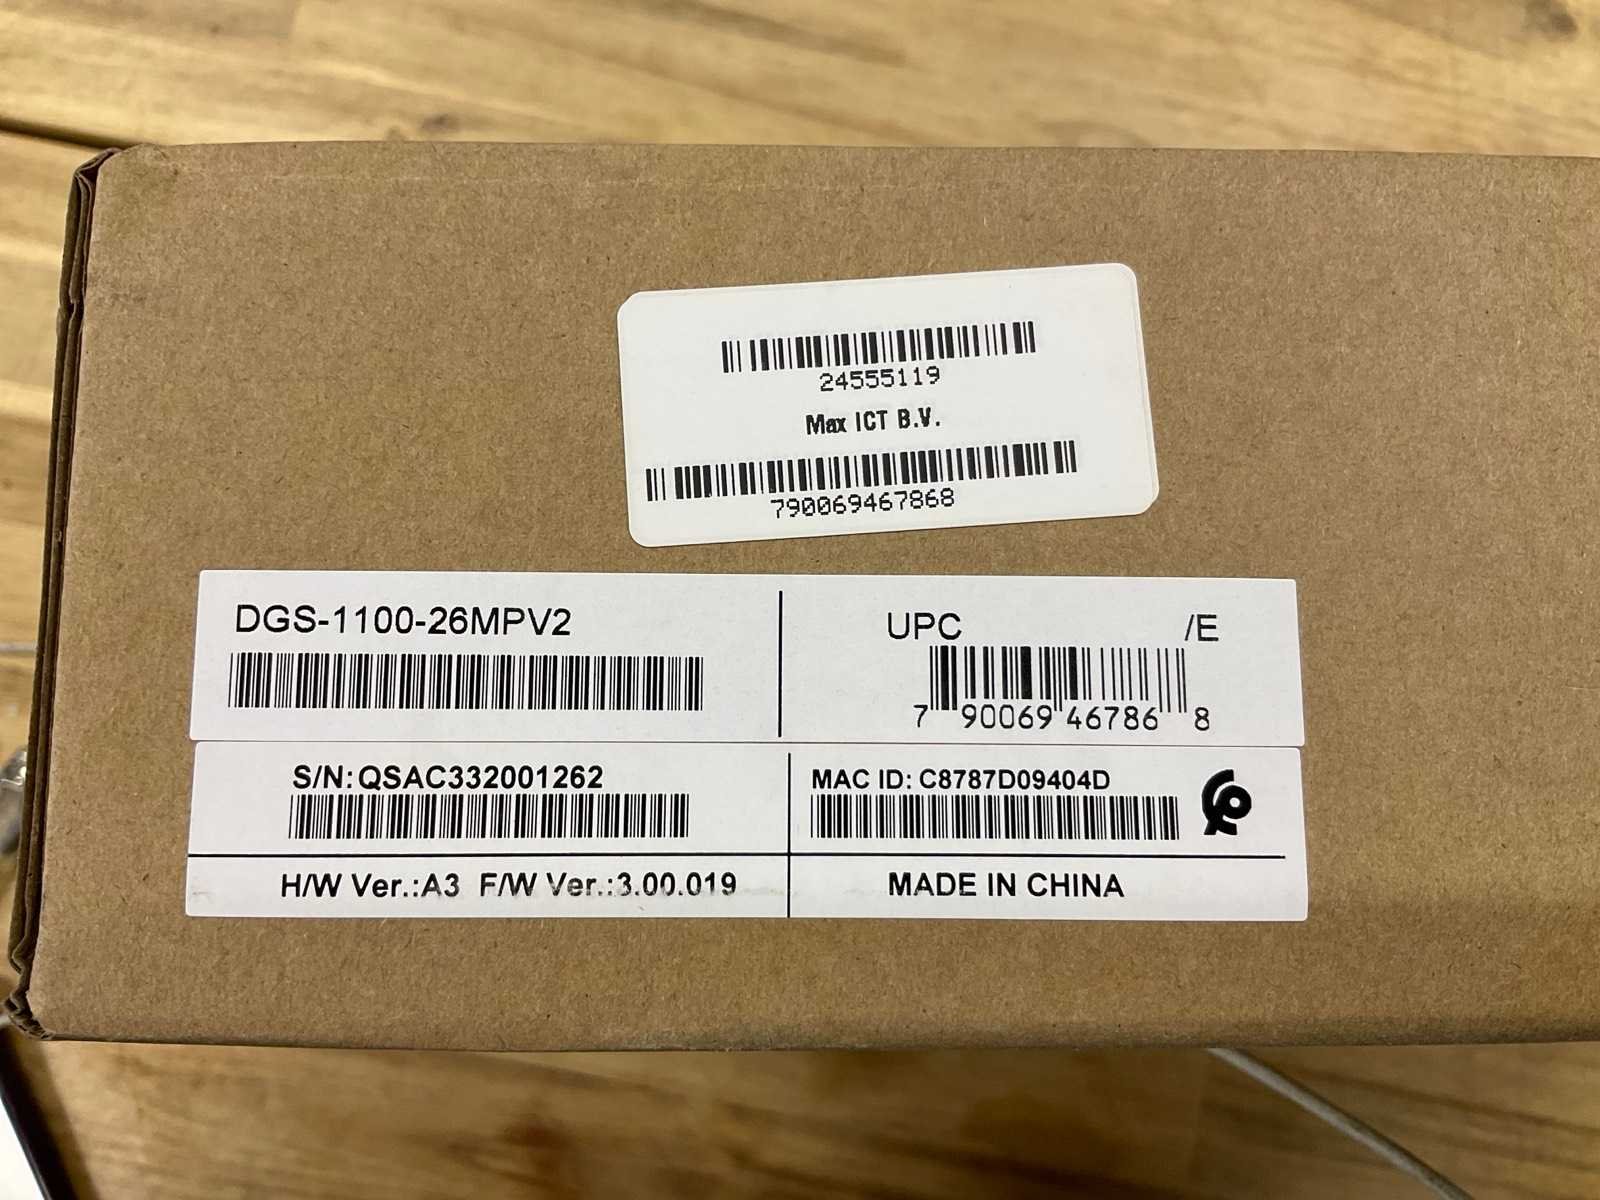 24555119
Max ICT B.V.
790069467868
DGS-1100-26MPV2
UPC /E
7 90069 46786 8
S/N:QSAC332001262
MAC ID: C8787D09404D
H/W Ver.:A3 F/W Ver.:3.00.019
MADE IN CHINA